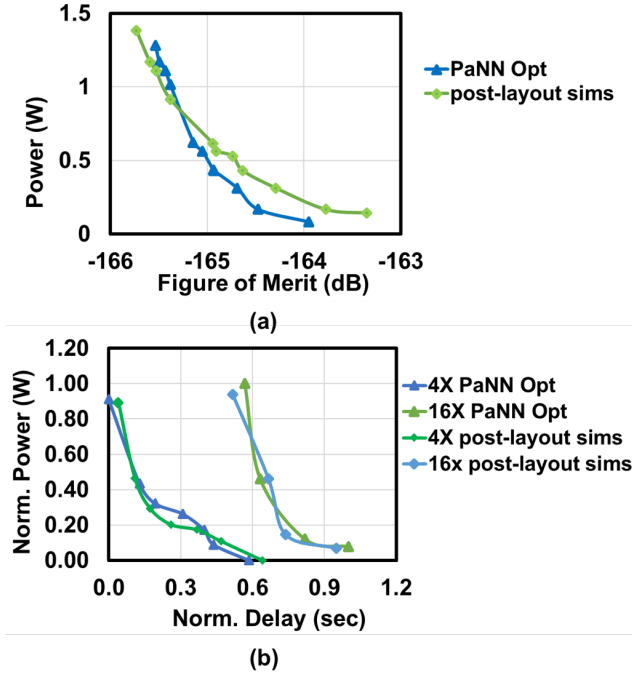 1.5
1
0.5
0
Power (W)
-166 -165 -164 -163
Figure of Merit (dB)
PaNN Opt
post-layout sims
(a)
1.20
1.00
0.80
0.60
0.40
0.20
0.00
Norm. Power (W)
0.0 0.3 0.6 0.9 1.2
Norm. Delay (sec)
4X PaNN Opt
16X PaNN Opt
4X post-layout sims
16x post-layout sims
(b)